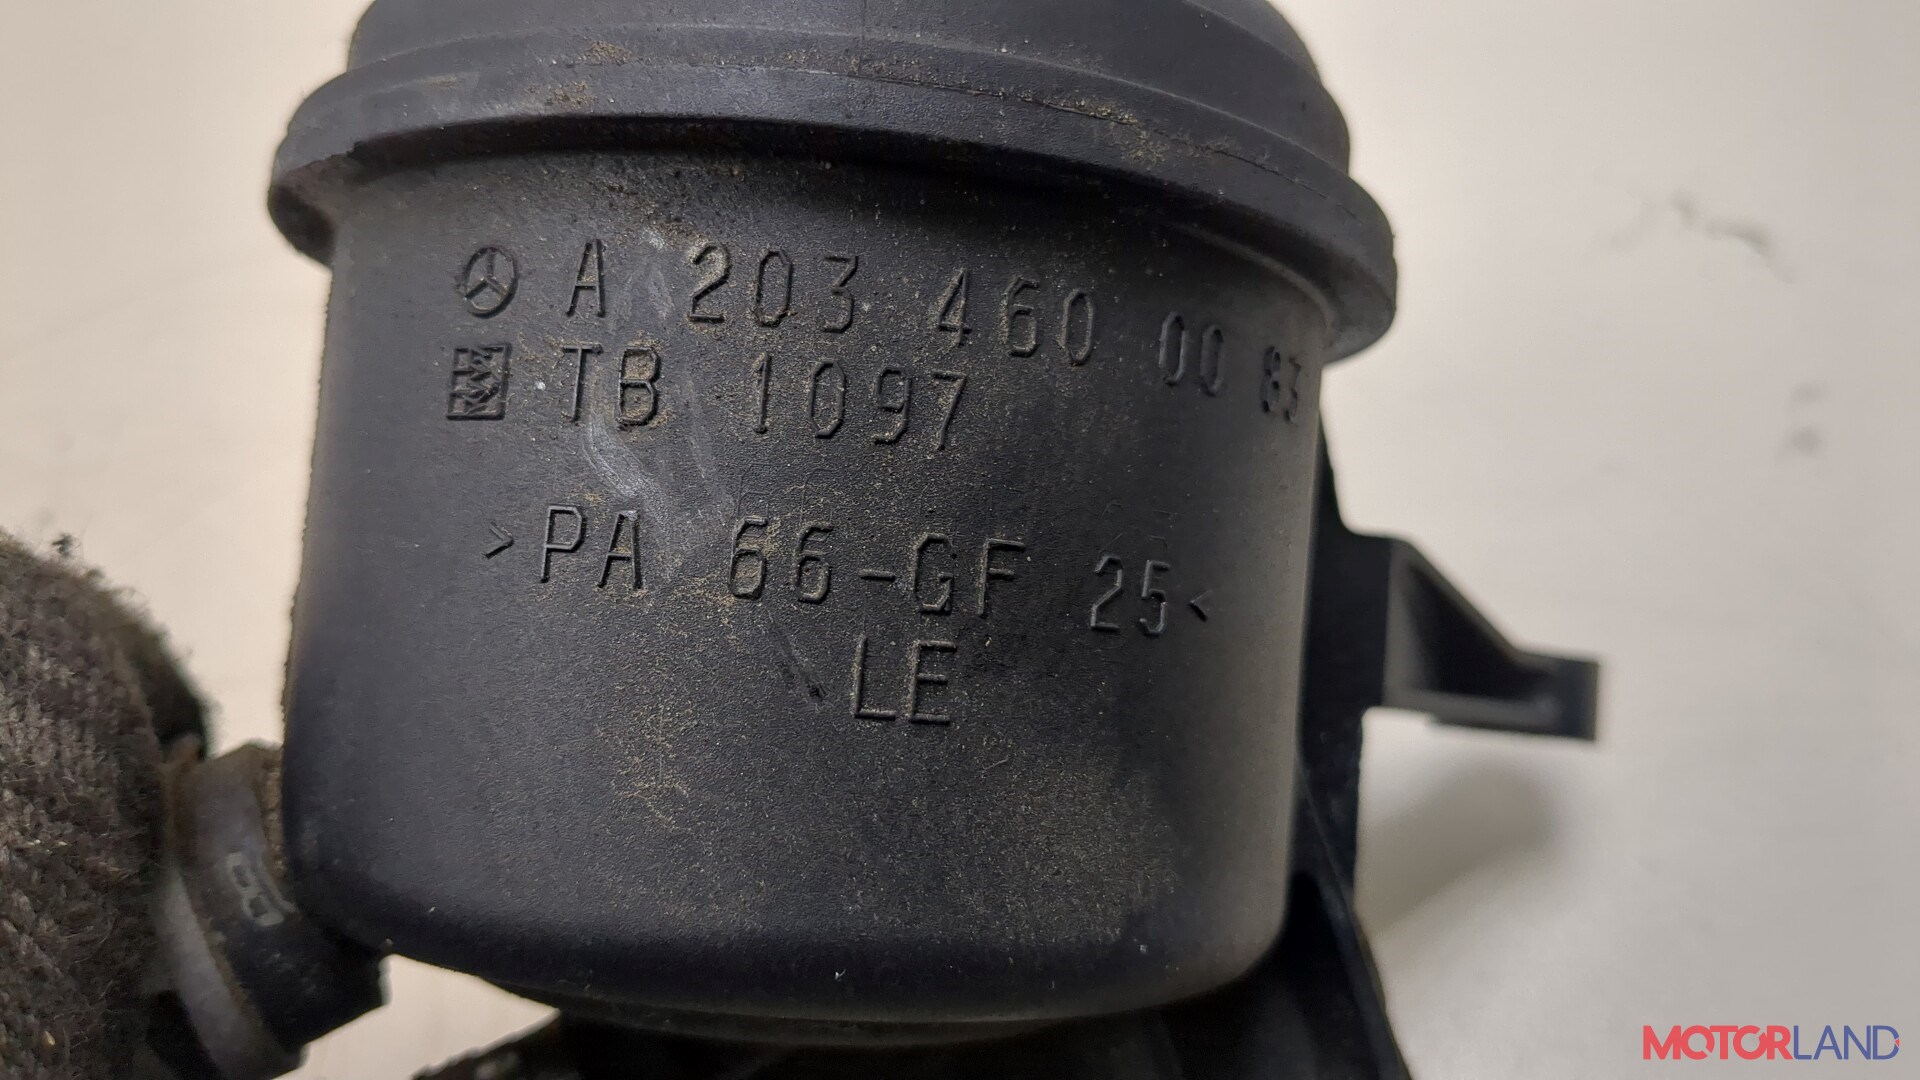 A 203 460 00 83
TB 1097
>PA 66-GF 25<
LE
MOTORLAND